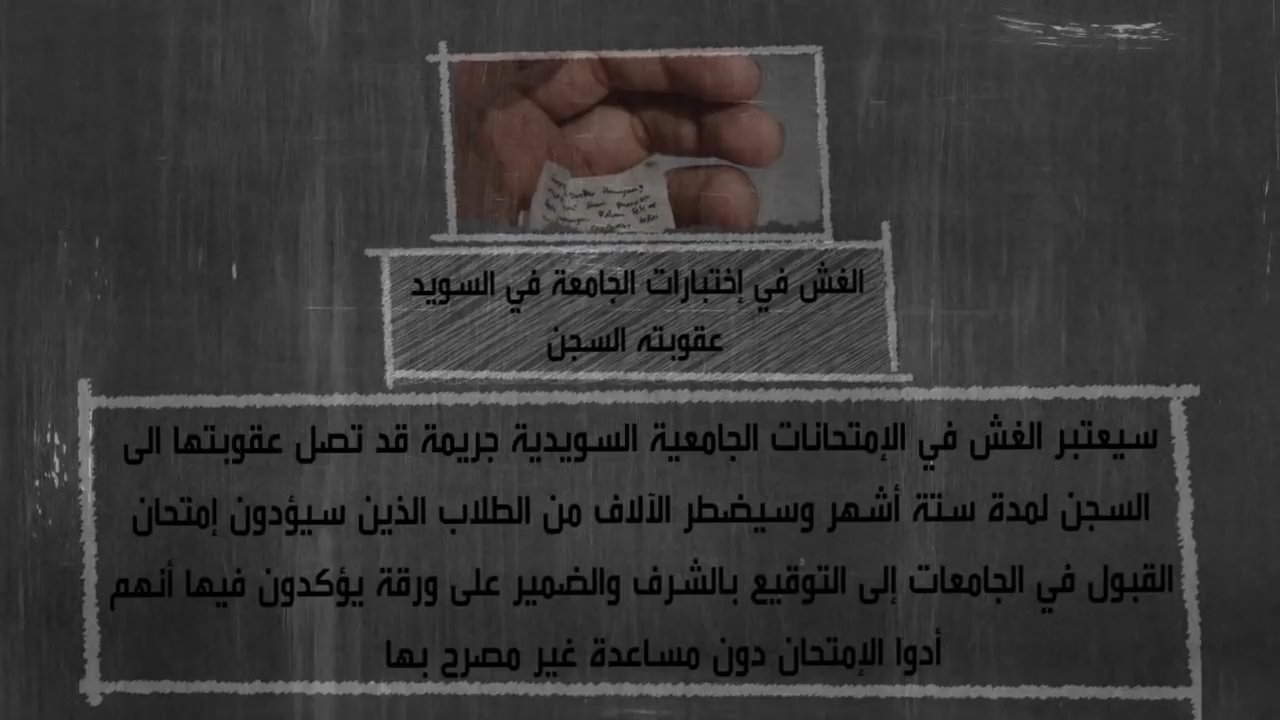 الغش في إختبارات الجامعة في السويد
عقوبته السجن
سيعتبر الغش في الإمتحانات الجامعية السويدية جريمة قد تصل عقوبتها الى
السجن لمدة ستة أشهر وسيضطر الآلاف من الطلاب الذين سيؤدون إمتحان
القبول في الجامعات إلى التوقيع بالشرف والضمير على ورقة يؤكدون فيها أنهم
أدوا الإمتحان دون مساعدة غير مصرح بها